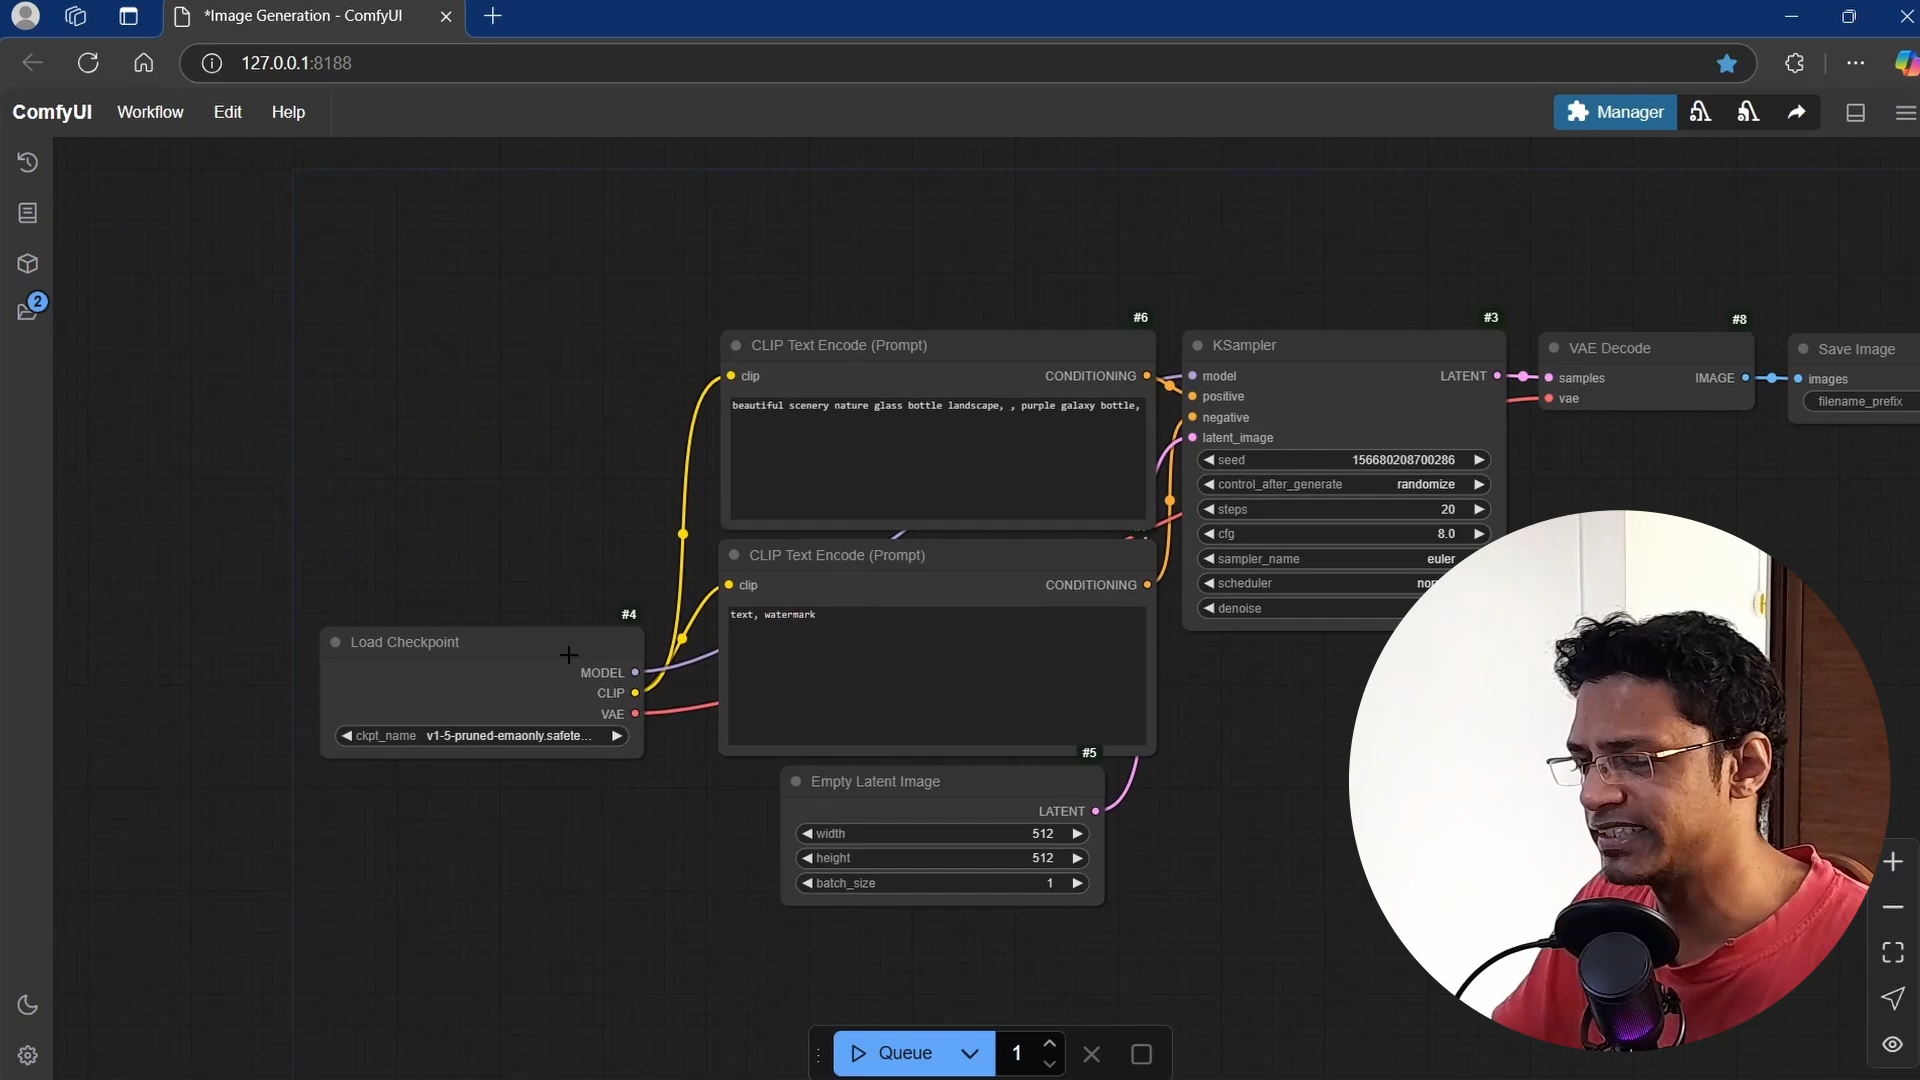 *Image Generation - ComfyUI
127.0.0.1:8188
ComfyUI
Workflow
Edit
Help
Manager
2
#6
CLIP Text Encode (Prompt)
clip
CONDITIONING
beautiful scenery nature glass bottle landscape, , purple galaxy bottle,
#3
KSampler
model
LATENT
positive
negative
latent_image
seed 156680208700286
control_after_generate randomize
steps 20
cfg 8.0
sampler_name euler
scheduler
denoise
#8
VAE Decode
samples
IMAGE
vae
Save Image
images
filename_prefix
CLIP Text Encode (Prompt)
clip
CONDITIONING
text, watermark
#4
Load Checkpoint
MODEL
CLIP
VAE
ckpt_name v1-5-pruned-emaonly.safete...
#5
Empty Latent Image
LATENT
width 512
height 512
batch_size 1
Queue
1